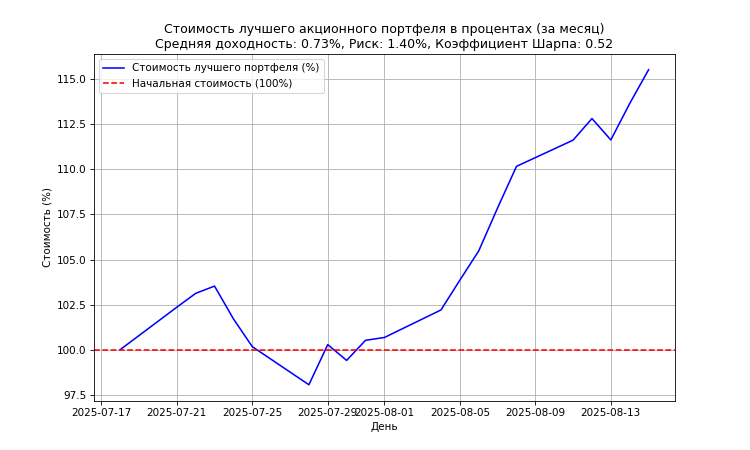 Стоимость лучшего акционного портфеля в процентах (за месяц)
Средняя доходность: 0.73%, Риск: 1.40%, Коэффициент Шарпа: 0.52
Стоимость лучшего портфеля (%)
Начальная стоимость (100%)
Стоимость (%)
115.0
112.5
110.0
107.5
105.0
102.5
100.0
97.5
2025-07-17 2025-07-21 2025-07-25 2025-07-29 2025-08-01 2025-08-05 2025-08-09 2025-08-13
День